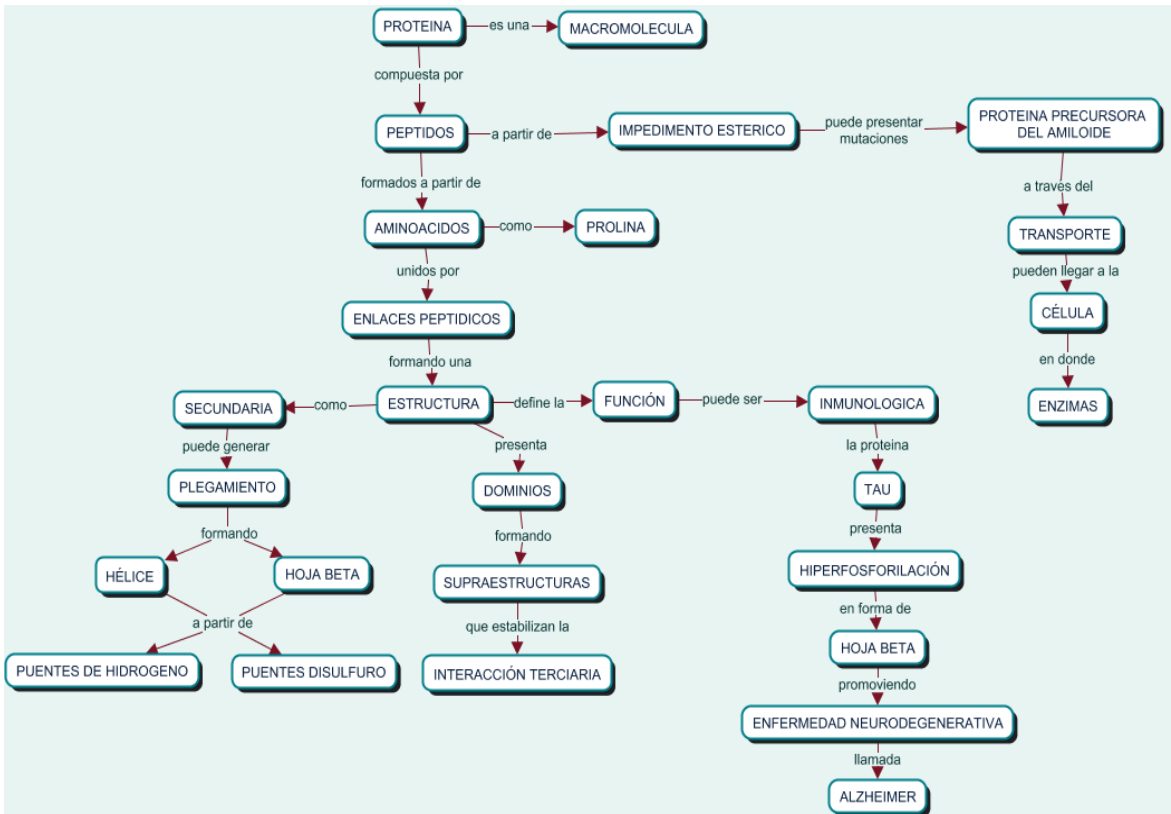 PROTEINA
es una
MACROMOLECULA
compuesta por
PEPTIDOS
a partir de
IMPEDIMENTO ESTERICO
puede presentar
mutaciones
PROTEINA PRECURSORA
DEL AMILOIDE
formados a partir de
a traves del
AMINOACIDOS
como
PROLINA
TRANSPORTE
unidos por
pueden llegar a la
ENLACES PEPTIDICOS
CÉLULA
formando una
en donde
SECUNDARIA
como
ESTRUCTURA
define la
FUNCIÓN
puede ser
INMUNOLOGICA
ENZIMAS
puede generar
presenta
la proteina
PLEGAMIENTO
DOMINIOS
TAU
formando
formando
presenta
HÉLICE
HOJA BETA
SUPRAESTRUCTURAS
HIPERFOSFORILACIÓN
a partir de
que estabilizan la
en forma de
PUENTES DE HIDROGENO
PUENTES DISULFURO
INTERACCIÓN TERCIARIA
HOJA BETA
promoviendo
ENFERMEDAD NEURODEGENERATIVA
llamada
ALZHEIMER